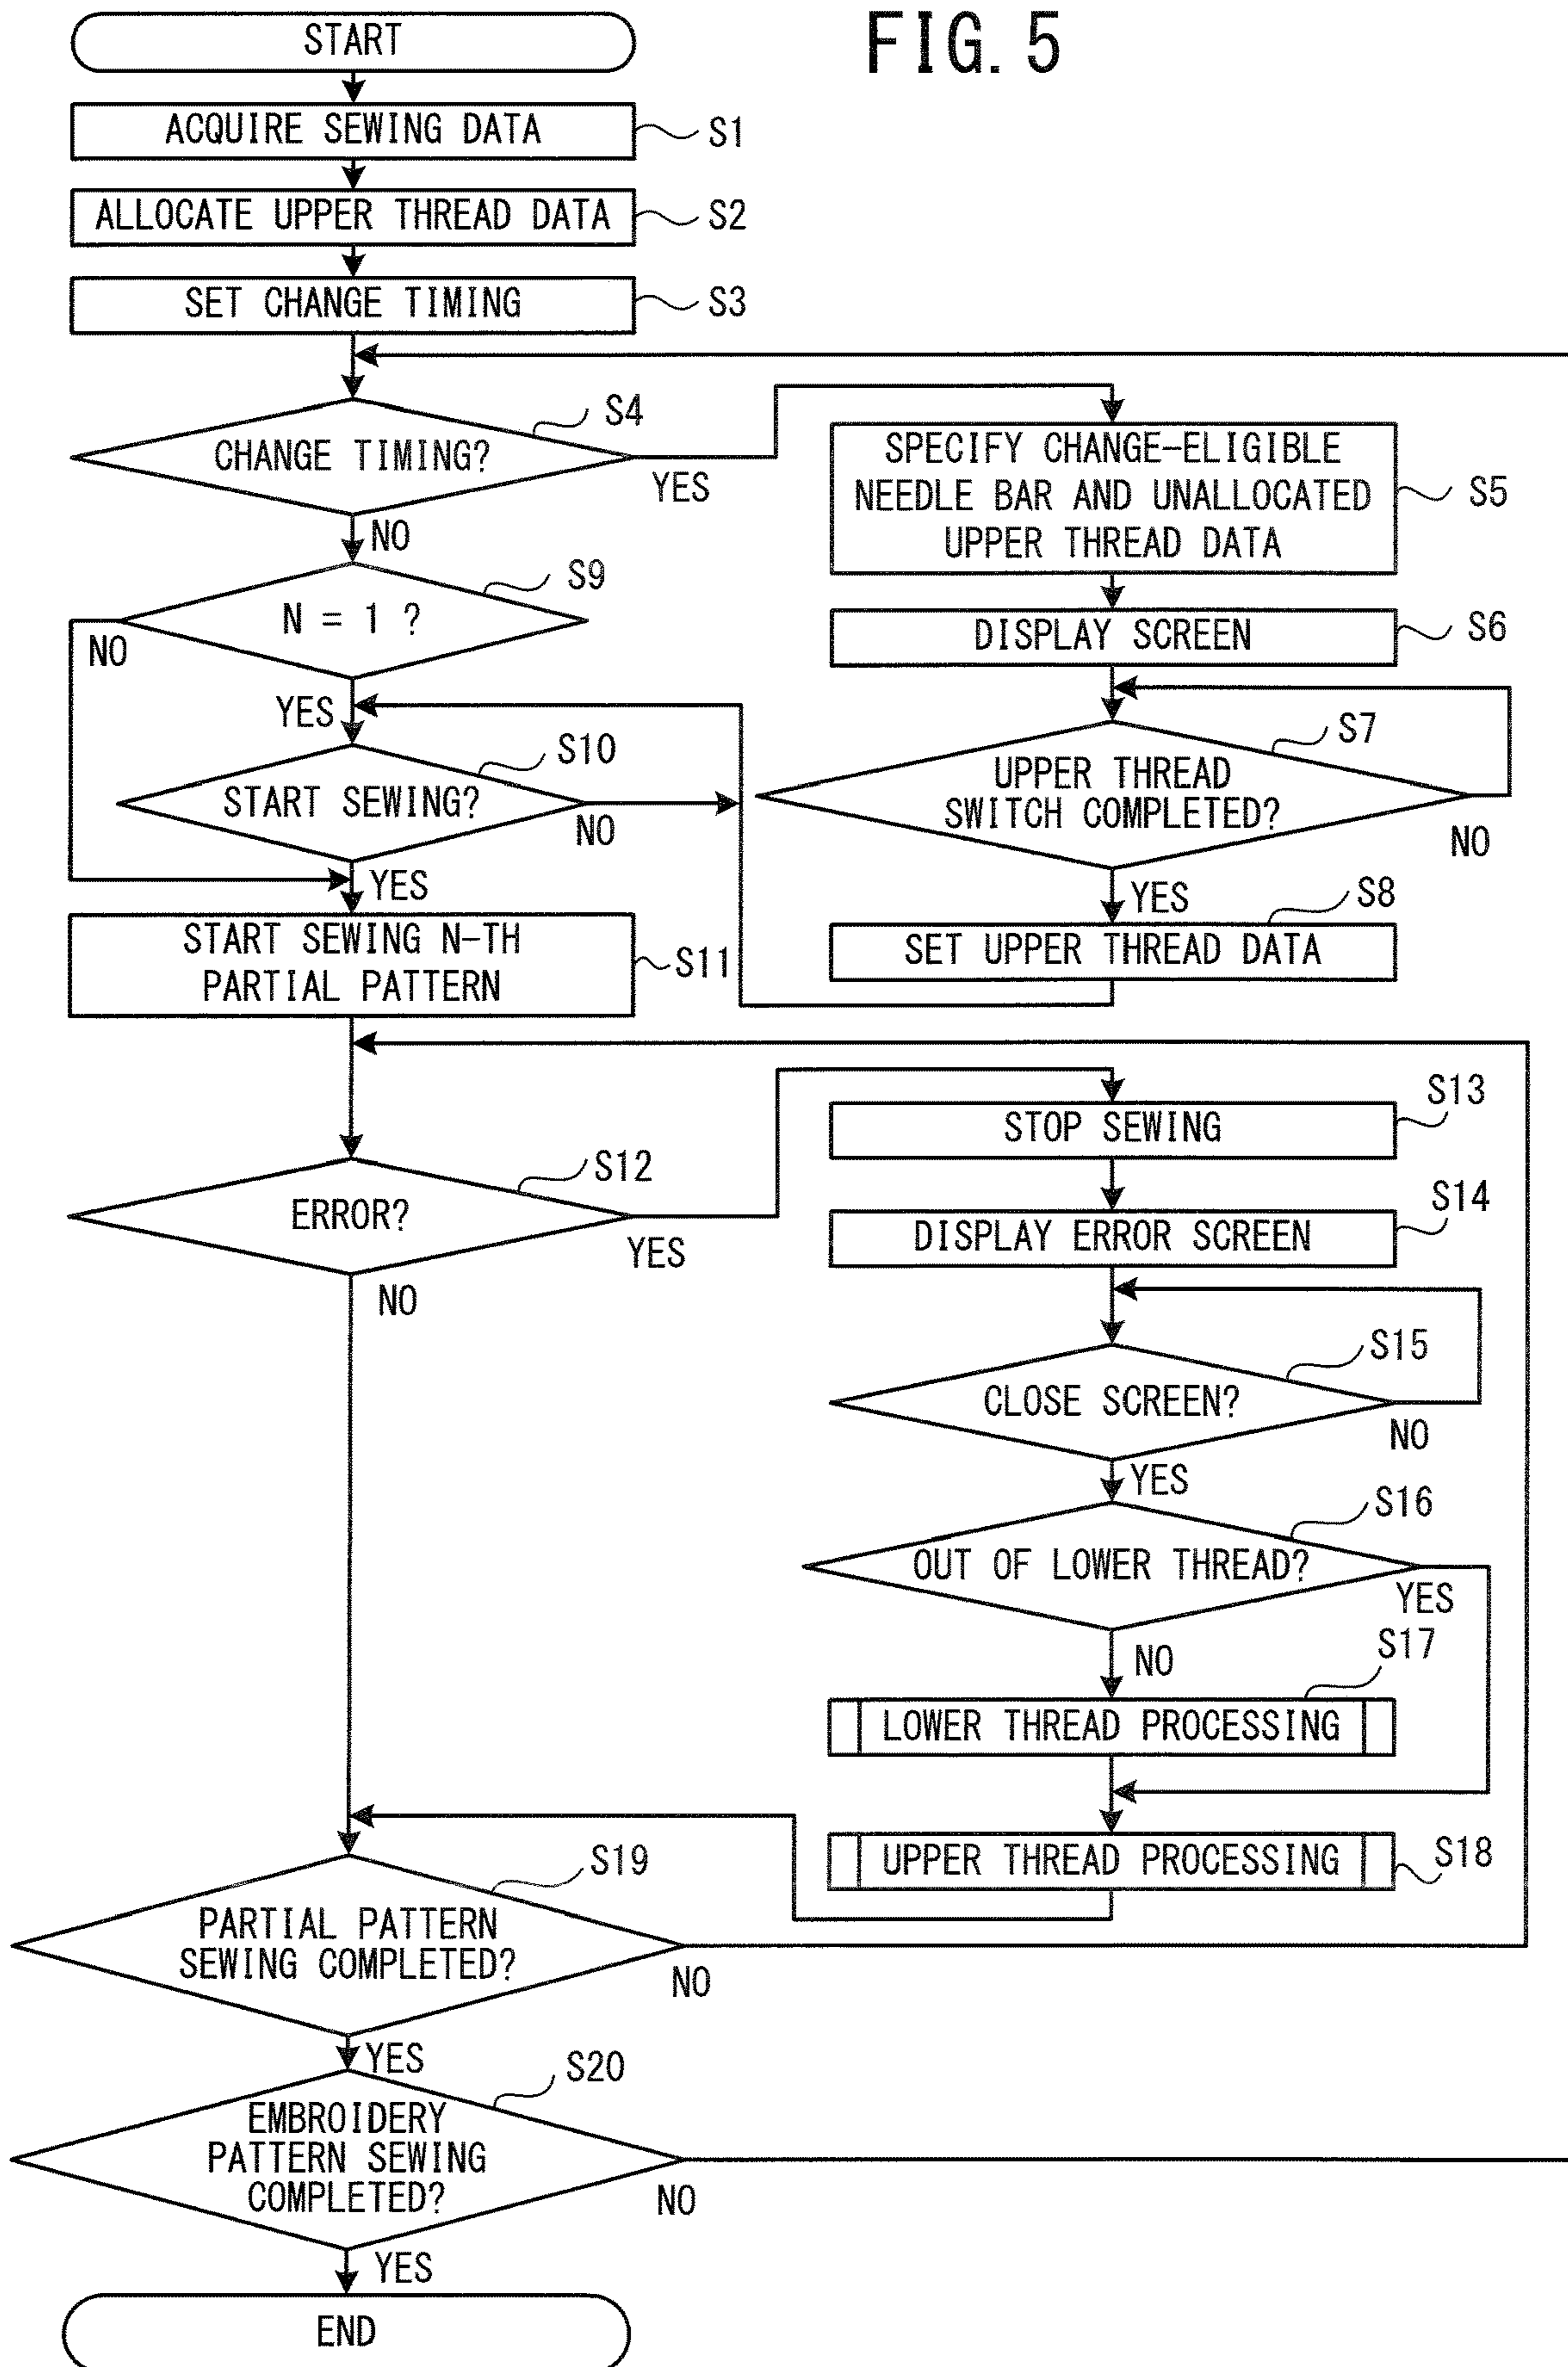 FIG. 5
START
ACQUIRE SEWING DATA
S1
ALLOCATE UPPER THREAD DATA
S2
SET CHANGE TIMING
S3
CHANGE TIMING?
S4
YES
NO
SPECIFY CHANGE-ELIGIBLE
NEEDLE BAR AND UNALLOCATED
UPPER THREAD DATA
S5
DISPLAY SCREEN
S6
UPPER THREAD
SWITCH COMPLETED?
S7
NO
YES
SET UPPER THREAD DATA
S8
N = 1 ?
S9
NO
YES
START SEWING?
S10
NO
YES
START SEWING N-TH
PARTIAL PATTERN
S11
ERROR?
S12
YES
NO
STOP SEWING
S13
DISPLAY ERROR SCREEN
S14
CLOSE SCREEN?
S15
NO
YES
OUT OF LOWER THREAD?
S16
YES
NO
LOWER THREAD PROCESSING
S17
UPPER THREAD PROCESSING
S18
PARTIAL PATTERN
SEWING COMPLETED?
S19
NO
YES
EMBROIDERY
PATTERN SEWING
COMPLETED?
S20
NO
YES
END